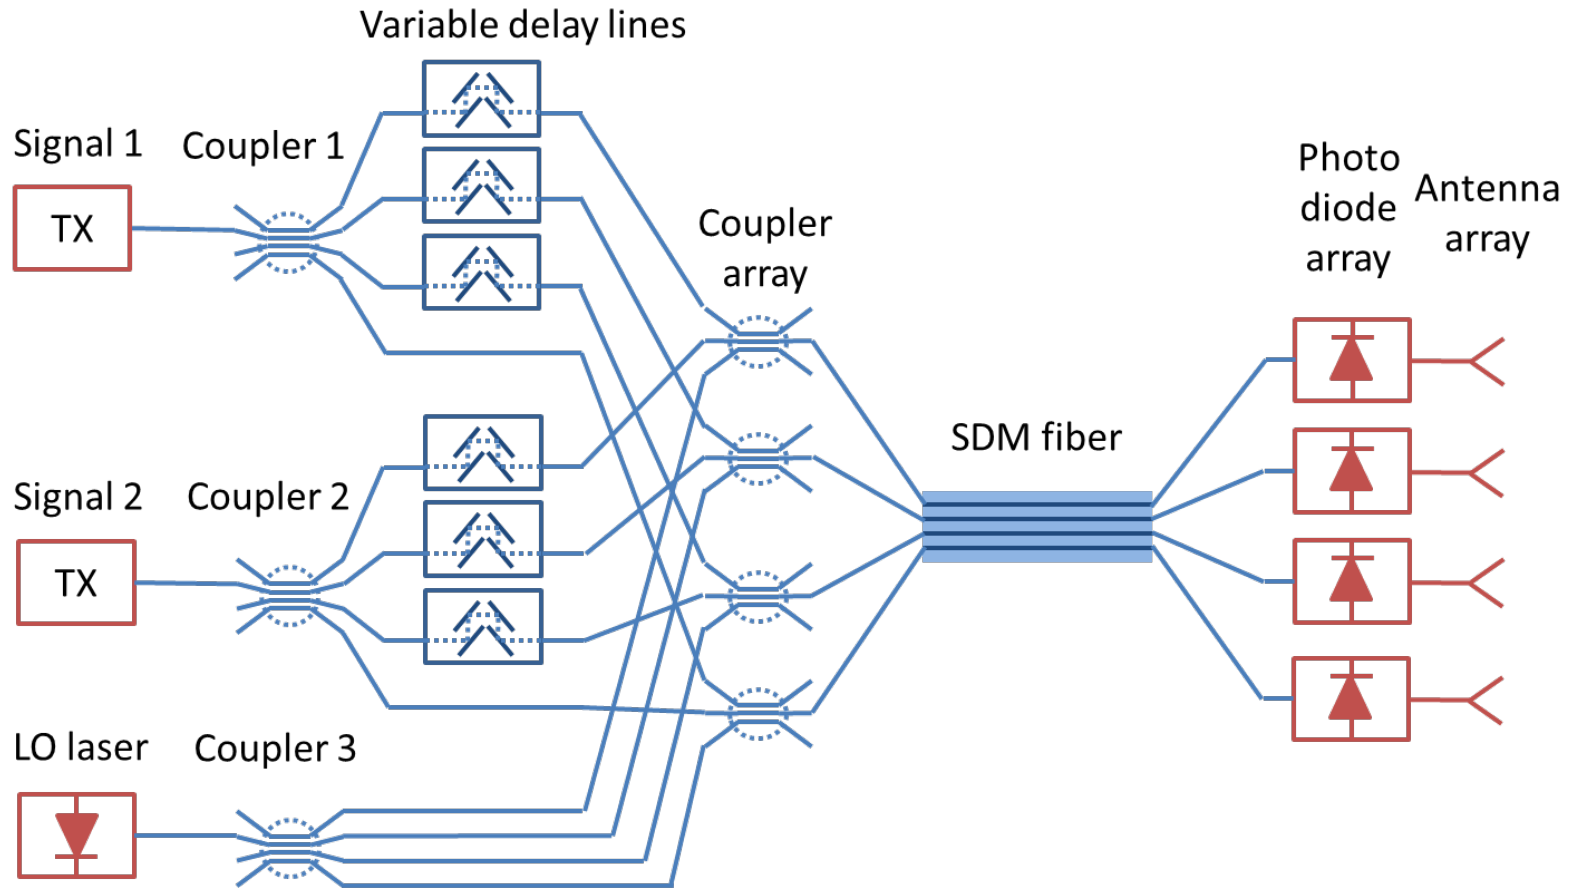 Variable delay lines
Signal 1
Coupler 1
TX
Photo
diode
array
Antenna
array
Coupler
array
SDM fiber
Signal 2
Coupler 2
TX
LO laser
Coupler 3